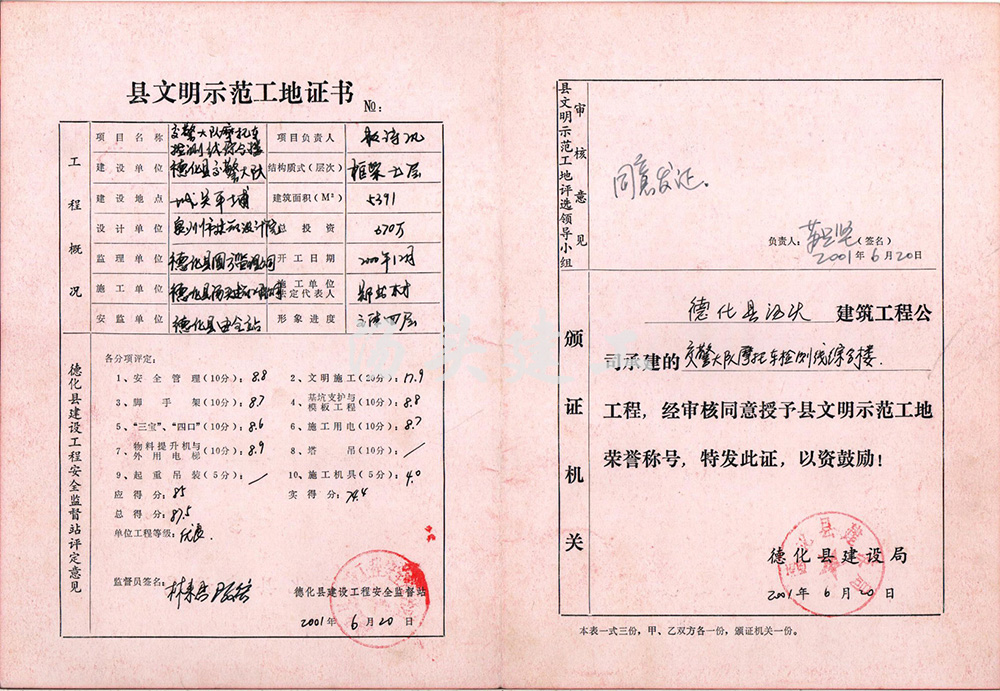 县文明示范工地证书
№:
工程概况
项目名称 交警大队摩托车检测线综合楼 项目负责人
建设单位 德化县交警大队 结构质式(层次) 框架六层
建设地点 城关平埔 建筑面积(M²) 5391
设计单位 泉州市 设计院 总投资 670万
监理单位 德化县 监理公司 开工日期 2000年12月
施工单位 德化县 施工单位法定代表人
安监单位 德化县安全站 形象进度 主体四层
德化县建设工程安全监督站评定意见
各分项评定:
1、安全管理(10分): 8.8 2、文明施工(20分): 17.9
3、脚手架(10分): 8.7 4、基坑支护与模板工程(10分): 8.8
5、“三宝”、“四口”(10分): 8.6 6、施工用电(10分): 8.7
7、物料提升机与外用电梯(10分): 8.9 8、塔吊(10分): /
9、起重吊装(5分): / 10、施工机具(5分): 4.0
应得分: 85 实得分: 74.4
总得分: 87.5
单位工程等级: 优良.
监督员签名:
德化县建设工程安全监督站
2001年6月20日
县文明示范工地评选领导小组
审核意见
同意发证.
负责人: (签名)
2001年6月20日
颁证机关
德化县汤头 建筑工程公
司承建的 交警大队摩托车检测线综合楼.
工程，经审核同意授予县文明示范工地
荣誉称号，特发此证，以资鼓励！
德化县建设局
2001年6月20日
本表一式三份，甲、乙双方各一份，颁证机关一份。